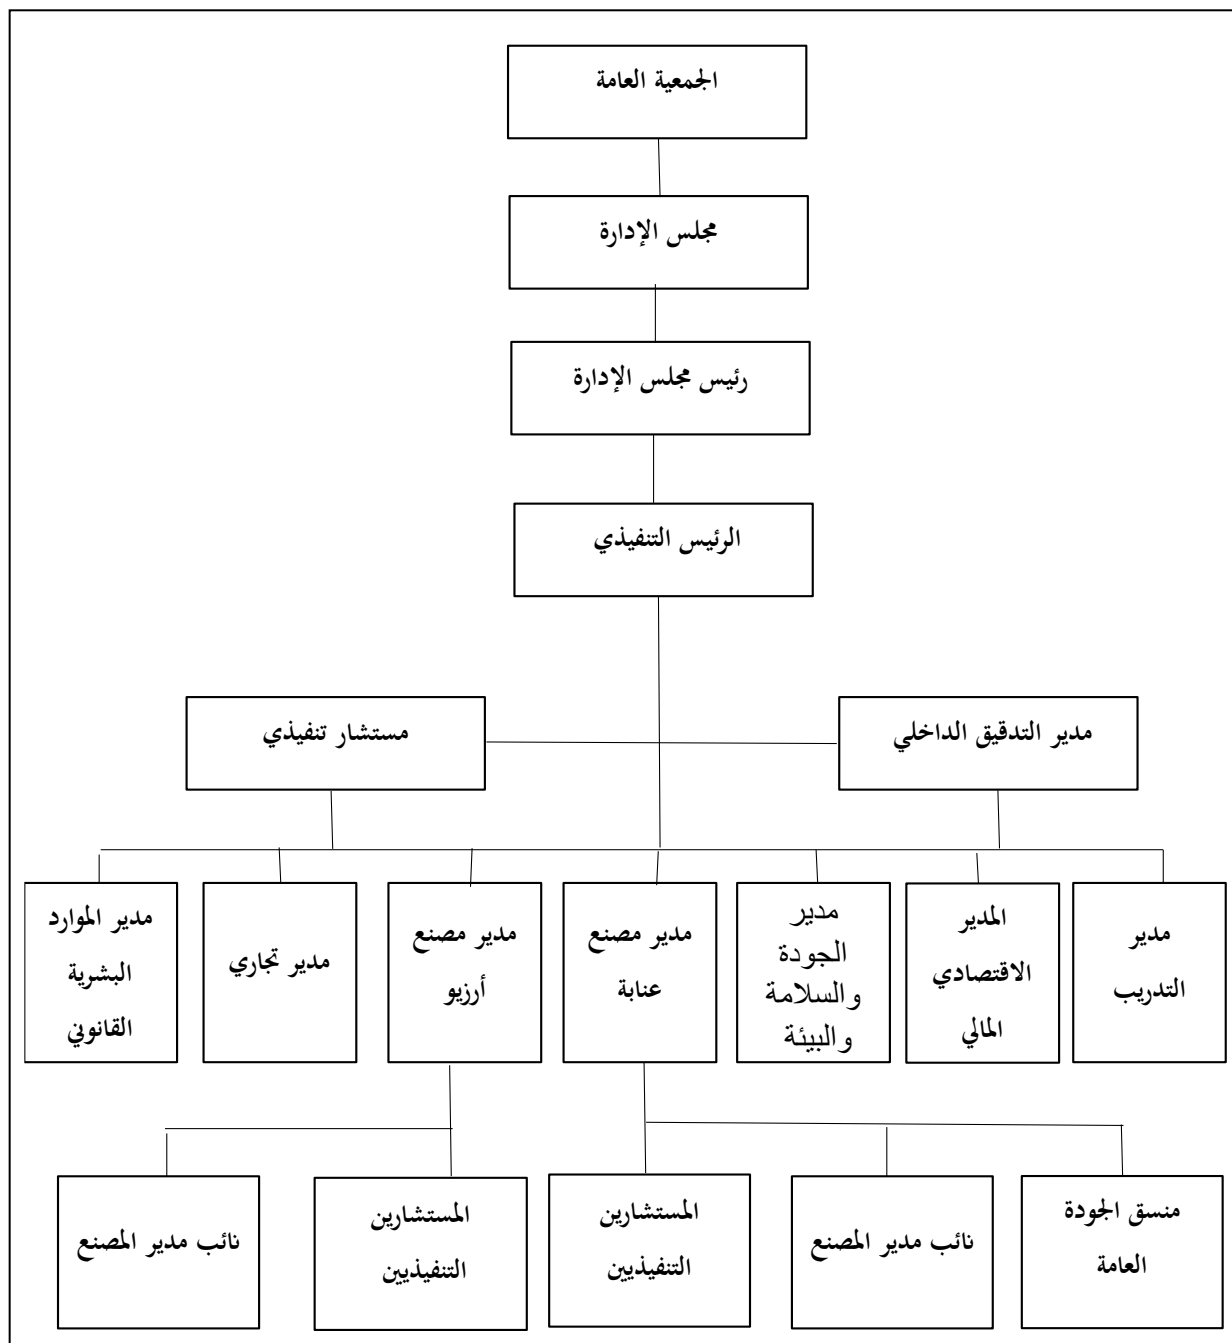 الجمعية العامة
مجلس الإدارة
رئيس مجلس الإدارة
الرئيس التنفيذي
مدير التدقيق الداخلي
مستشار تنفيذي
مدير
التدريب
المدير
الاقتصادي
المالي
مدير
الجودة
والسلامة
والبيئة
مدير مصنع
عنابة
مدير مصنع
أرزيو
مدير تجاري
مدير الموارد
البشرية
القانوني
منسق الجودة
العامة
نائب مدير المصنع
المستشارين
التنفيذيين
المستشارين
التنفيذيين
نائب مدير المصنع